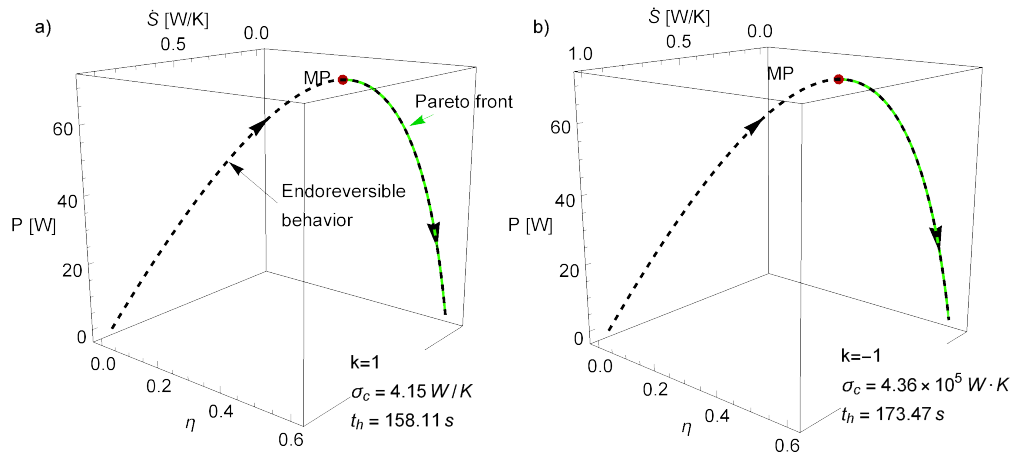 a)
Ṡ [W/K]
0.5
0.0
MP
Pareto front
60
40
P [W]
20
0
Endoreversible
behavior
0.0
0.2
0.4
0.6
η
k=1
σc = 4.15 W/K
th = 158.11 s
b)
Ṡ [W/K]
1.0
0.5
0.0
MP
60
40
P [W]
20
0
0.0
0.2
0.4
0.6
η
k=−1
σc = 4.36 × 10⁵ W·K
th = 173.47 s